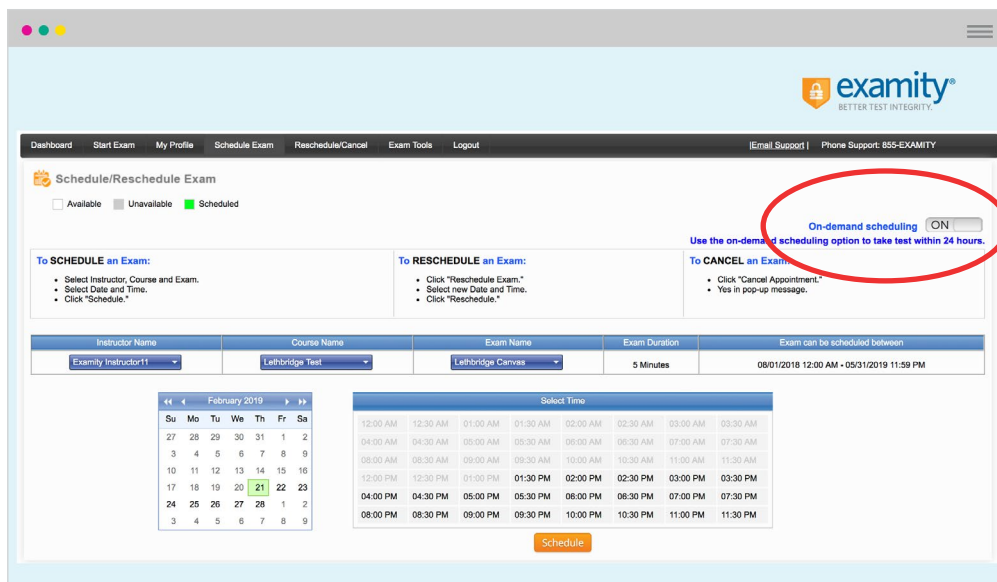 examity®
BETTER TEST INTEGRITY.
Dashboard Start Exam My Profile Schedule Exam Reschedule/Cancel Exam Tools Logout |Email Support | Phone Support: 855-EXAMITY
Schedule/Reschedule Exam
Available Unavailable Scheduled
On-demand scheduling ON
Use the on-demand scheduling option to take test within 24 hours.
To SCHEDULE an Exam:
• Select Instructor, Course and Exam.
• Select Date and Time.
• Click "Schedule."
To RESCHEDULE an Exam:
• Click "Reschedule Exam."
• Select new Date and Time.
• Click "Reschedule."
To CANCEL an Exam:
• Click "Cancel Appointment."
• Yes in pop-up message.
Instructor Name Course Name Exam Name Exam Duration Exam can be scheduled between
Examity Instructor11 Lethbridge Test Lethbridge Canvas 5 Minutes 08/01/2018 12:00 AM - 05/31/2019 11:59 PM
February 2019
Su Mo Tu We Th Fr Sa
27 28 29 30 31 1 2
3 4 5 6 7 8 9
10 11 12 13 14 15 16
17 18 19 20 21 22 23
24 25 26 27 28 1 2
3 4 5 6 7 8 9
Select Time
12:00 AM 12:30 AM 01:00 AM 01:30 AM 02:00 AM 02:30 AM 03:00 AM 03:30 AM
04:00 AM 04:30 AM 05:00 AM 05:30 AM 06:00 AM 06:30 AM 07:00 AM 07:30 AM
08:00 AM 08:30 AM 09:00 AM 09:30 AM 10:00 AM 10:30 AM 11:00 AM 11:30 AM
12:00 PM 12:30 PM 01:00 PM 01:30 PM 02:00 PM 02:30 PM 03:00 PM 03:30 PM
04:00 PM 04:30 PM 05:00 PM 05:30 PM 06:00 PM 06:30 PM 07:00 PM 07:30 PM
08:00 PM 08:30 PM 09:00 PM 09:30 PM 10:00 PM 10:30 PM 11:00 PM 11:30 PM
Schedule